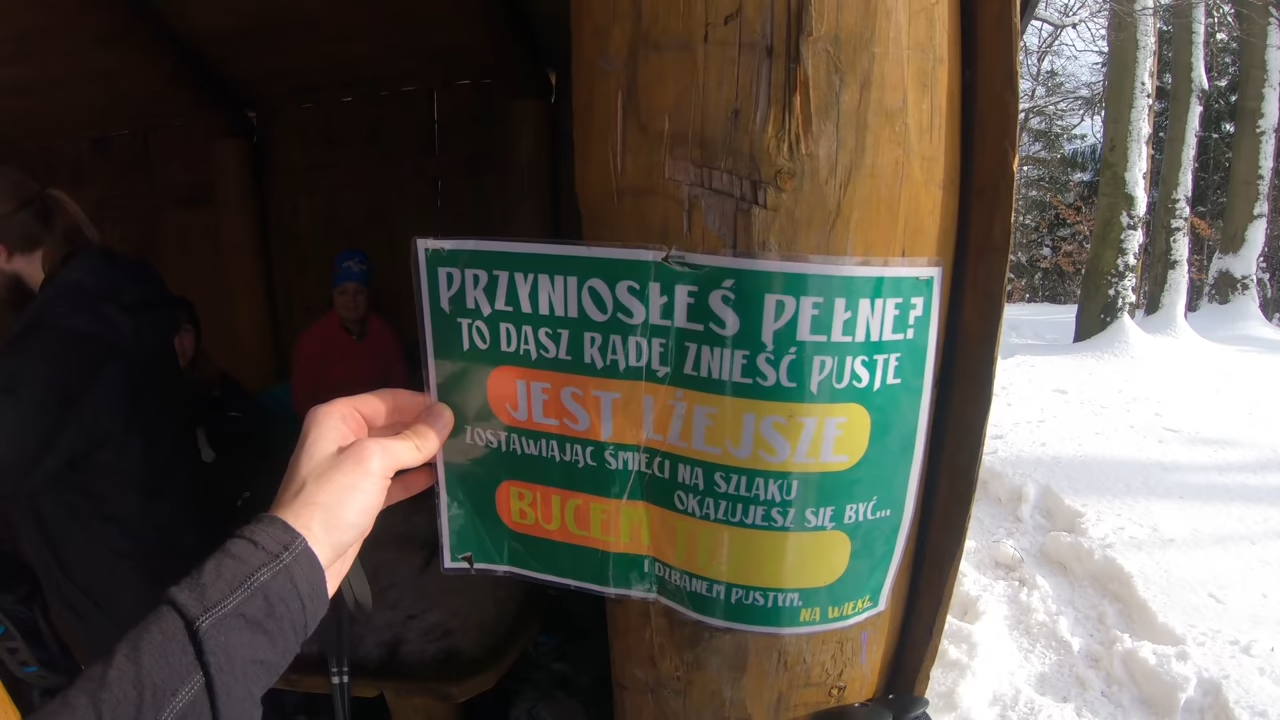 PRZYNIOSŁEŚ PEŁNE?
TO DASZ RADĘ ZNIEŚĆ PUSTE
JEST LŻEJSZE
ZOSTAWIAJĄC ŚMIECI NA SZLAKU
OKAZUJESZ SIĘ BYĆ...
BUCEM
I DZBANEM PUSTYM.
NA WIEKI.